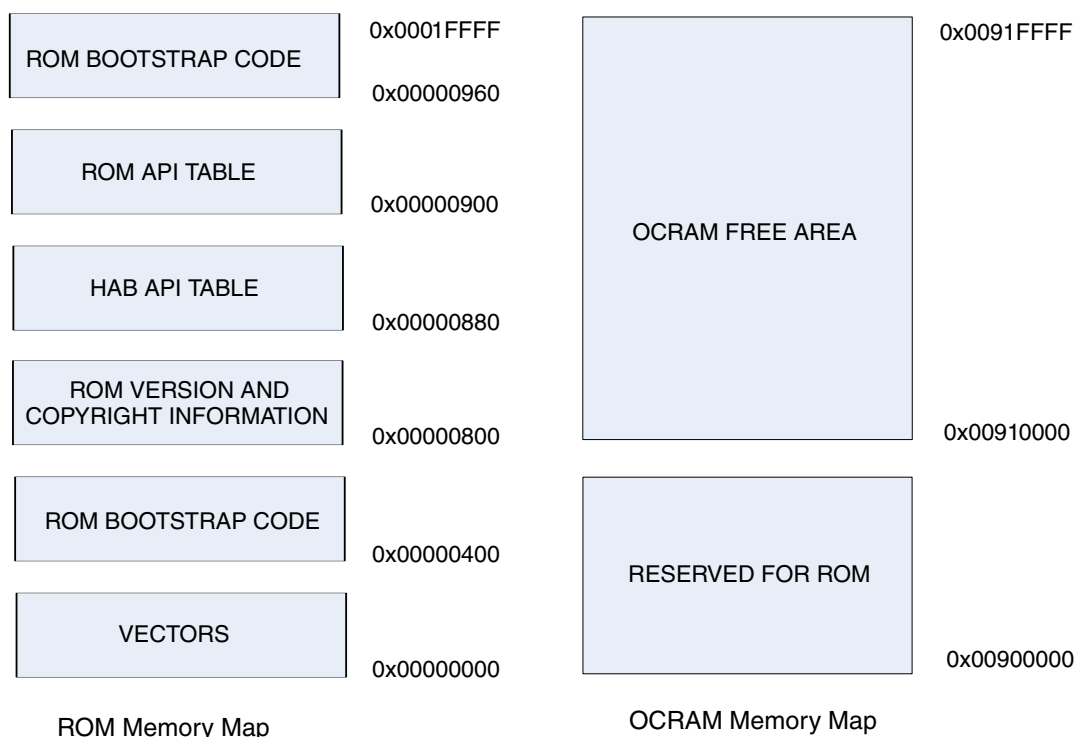 0x0001FFFF
ROM BOOTSTRAP CODE
0x00000960
ROM API TABLE
0x00000900
HAB API TABLE
0x00000880
ROM VERSION AND
COPYRIGHT INFORMATION
0x00000800
ROM BOOTSTRAP CODE
0x00000400
VECTORS
0x00000000
ROM Memory Map
0x0091FFFF
OCRAM FREE AREA
0x00910000
RESERVED FOR ROM
0x00900000
OCRAM Memory Map